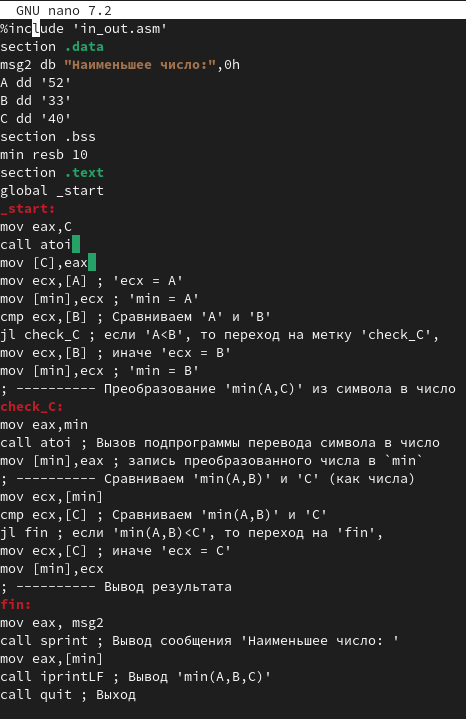 GNU nano 7.2
%include 'in_out.asm'
section .data
msg2 db "Наименьшее число:",0h
A dd '52'
B dd '33'
C dd '40'
section .bss
min resb 10
section .text
global _start
_start:
mov eax,C
call atoi
mov [C],eax
mov ecx,[A] ; 'ecx = A'
mov [min],ecx ; 'min = A'
cmp ecx,[B] ; Сравниваем 'A' и 'B'
jl check_C ; если 'A<B', то переход на метку 'check_C',
mov ecx,[B] ; иначе 'ecx = B'
mov [min],ecx ; 'min = B'
; ---------- Преобразование 'min(A,C)' из символа в число
check_C:
mov eax,min
call atoi ; Вызов подпрограммы перевода символа в число
mov [min],eax ; запись преобразованного числа в `min`
; ---------- Сравниваем 'min(A,B)' и 'C' (как числа)
mov ecx,[min]
cmp ecx,[C] ; Сравниваем 'min(A,B)' и 'C'
jl fin ; если 'min(A,B)<C', то переход на 'fin',
mov ecx,[C] ; иначе 'ecx = C'
mov [min],ecx
; ---------- Вывод результата
fin:
mov eax, msg2
call sprint ; Вывод сообщения 'Наименьшее число: '
mov eax,[min]
call iprintLF ; Вывод 'min(A,B,C)'
call quit ; Выход